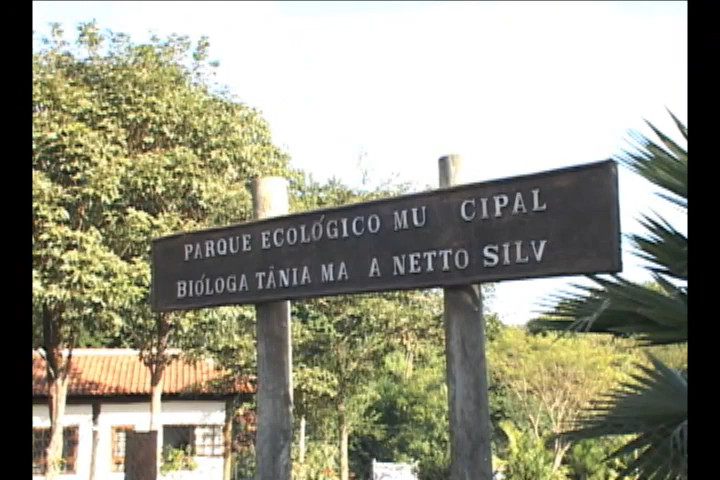 PARQUE ECOLÓGICO MU CIPAL
BIÓLOGA TÂNIA MA A NETTO SILV